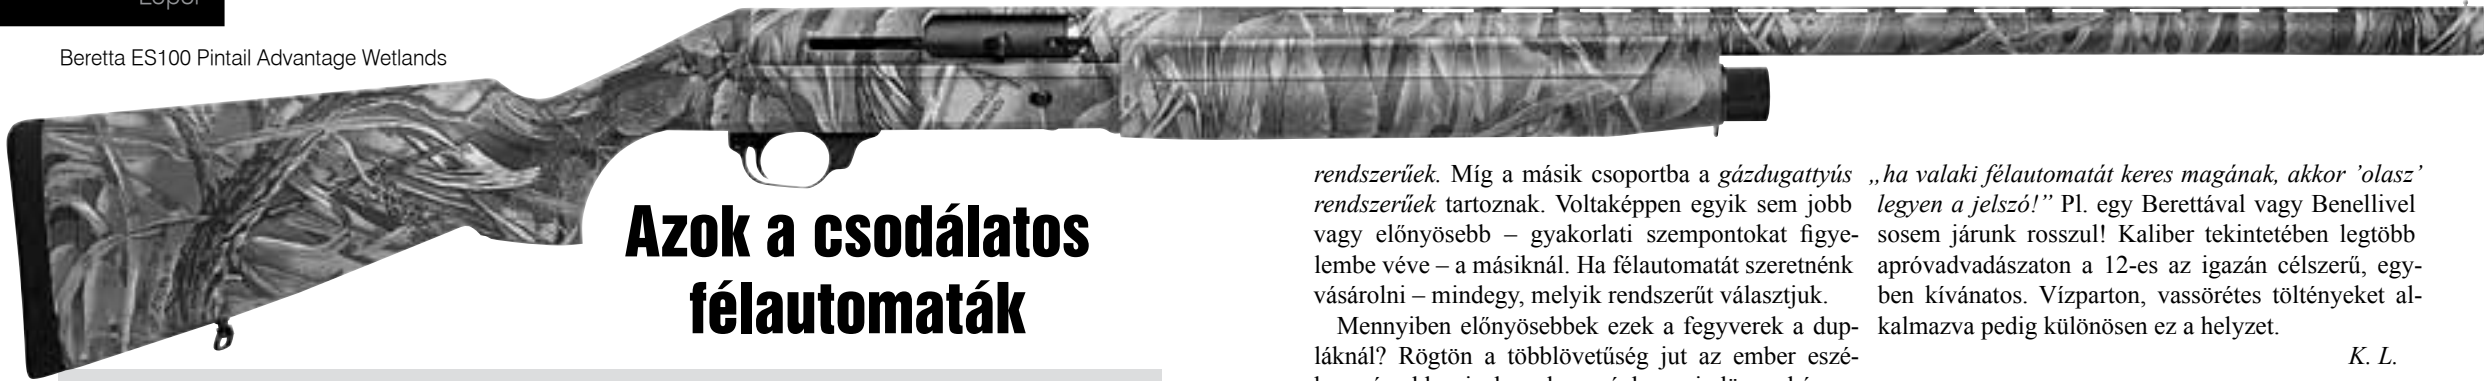 Beretta ES100 Pintail Advantage Wetlands
Azok a csodálatos
félautomaták
rendszerűek. Míg a másik csoportba a gázdugattyús
rendszerűek tartoznak. Voltaképpen egyik sem jobb
vagy előnyösebb – gyakorlati szempontokat figye-
lembe véve – a másiknál. Ha félautomatát szeretnénk
vásárolni – mindegy, melyik rendszerűt választjuk.
Mennyiben előnyösebbek ezek a fegyverek a dup-
láknál? Rögtön a többlövetűség jut az ember eszé-
„ha valaki félautomatát keres magának, akkor ’olasz’
legyen a jelszó!” Pl. egy Berettával vagy Benellivel
sosem járunk rosszul! Kaliber tekintetében legtöbb
apróvadvadászaton a 12-es az igazán célszerű, egy-
ben kívánatos. Vízparton, vassörétes töltényeket al-
kalmazva pedig különösen ez a helyzet.
K. L.